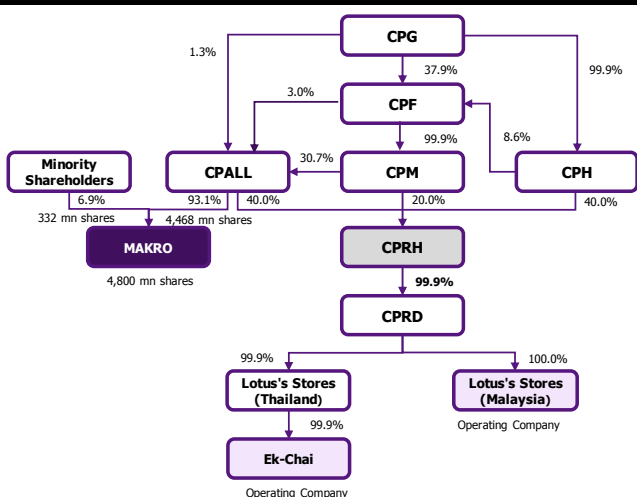 CPG
1.3%
37.9%
99.9%
3.0%
CPF
8.6%
99.9%
Minority
Shareholders
CPALL
30.7%
CPM
CPH
6.9%
93.1%
40.0%
20.0%
40.0%
332 mn shares
4,468 mn shares
MAKRO
CPRH
4,800 mn shares
99.9%
CPRD
99.9%
100.0%
Lotus's Stores
(Thailand)
Lotus's Stores
(Malaysia)
99.9%
Operating Company
Ek-Chai
Operating Company